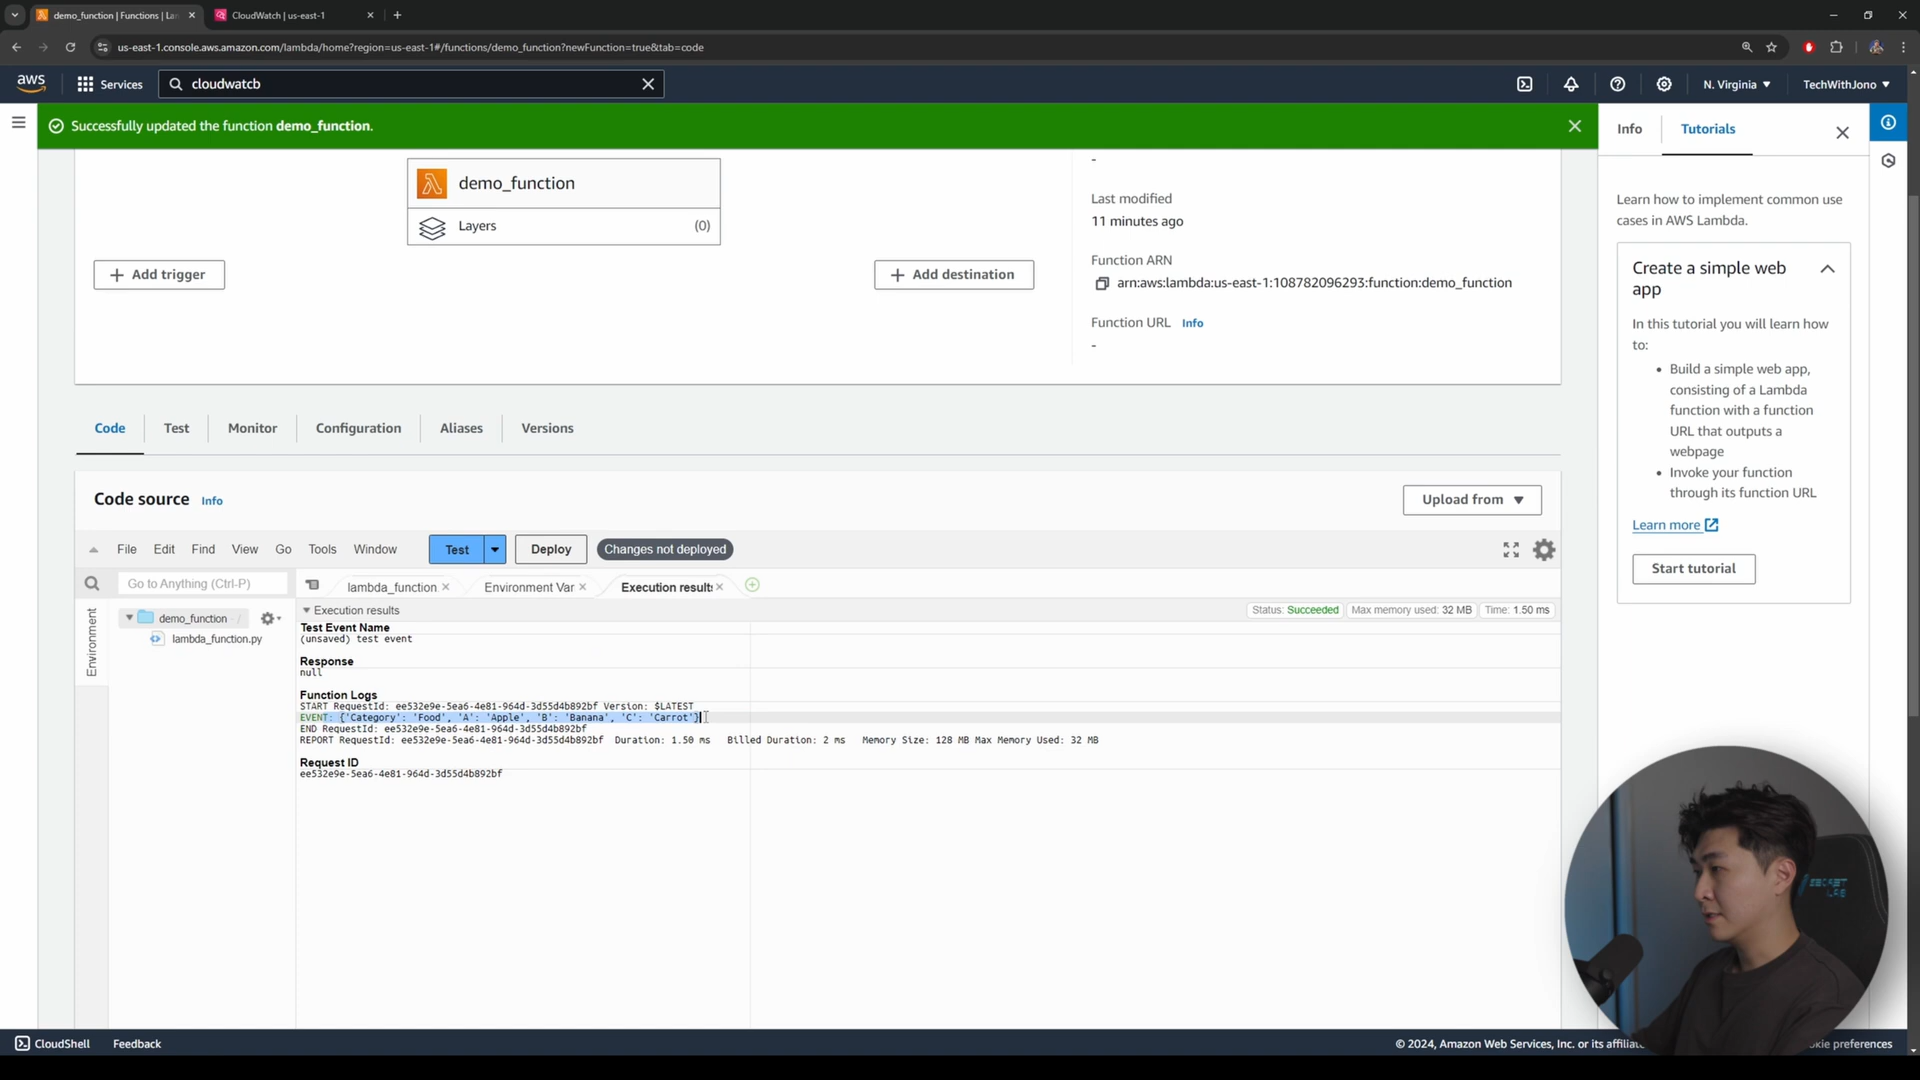 demo_function | Functions | La
CloudWatch | us-east-1
us-east-1.console.aws.amazon.com/lambda/home?region=us-east-1#/functions/demo_function?newFunction=true&tab=code
aws
Services
cloudwatcb
N. Virginia
TechWithJono
Successfully updated the function demo_function.
demo_function
Layers
(0)
Add trigger
Add destination
-
Last modified
11 minutes ago
Function ARN
arn:aws:lambda:us-east-1:108782096293:function:demo_function
Function URL Info
-
Code
Test
Monitor
Configuration
Aliases
Versions
Code source Info
Upload from
File Edit Find View Go Tools Window
Test
Deploy
Changes not deployed
Go to Anything (Ctrl-P)
lambda_function
Environment Var
Execution results
Environment
demo_function - /
lambda_function.py
Execution results
Status: Succeeded
Max memory used: 32 MB
Time: 1.50 ms
Test Event Name
(unsaved) test event
Response
null
Function Logs
START RequestId: ee532e9e-5ea6-4e81-964d-3d55d4b892bf Version: $LATEST
EVENT: {'Category': 'Food', 'A': 'Apple', 'B': 'Banana', 'C': 'Carrot'}
END RequestId: ee532e9e-5ea6-4e81-964d-3d55d4b892bf
REPORT RequestId: ee532e9e-5ea6-4e81-964d-3d55d4b892bf Duration: 1.50 ms Billed Duration: 2 ms Memory Size: 128 MB Max Memory Used: 32 MB
Request ID
ee532e9e-5ea6-4e81-964d-3d55d4b892bf
Info
Tutorials
Learn how to implement common use
cases in AWS Lambda.
Create a simple web
app
In this tutorial you will learn how
to:
• Build a simple web app,
consisting of a Lambda
function with a function
URL that outputs a
webpage
• Invoke your function
through its function URL
Learn more
Start tutorial
SECRET
LAB
CloudShell
Feedback
© 2024, Amazon Web Services, Inc. or its affiliate
kie preferences